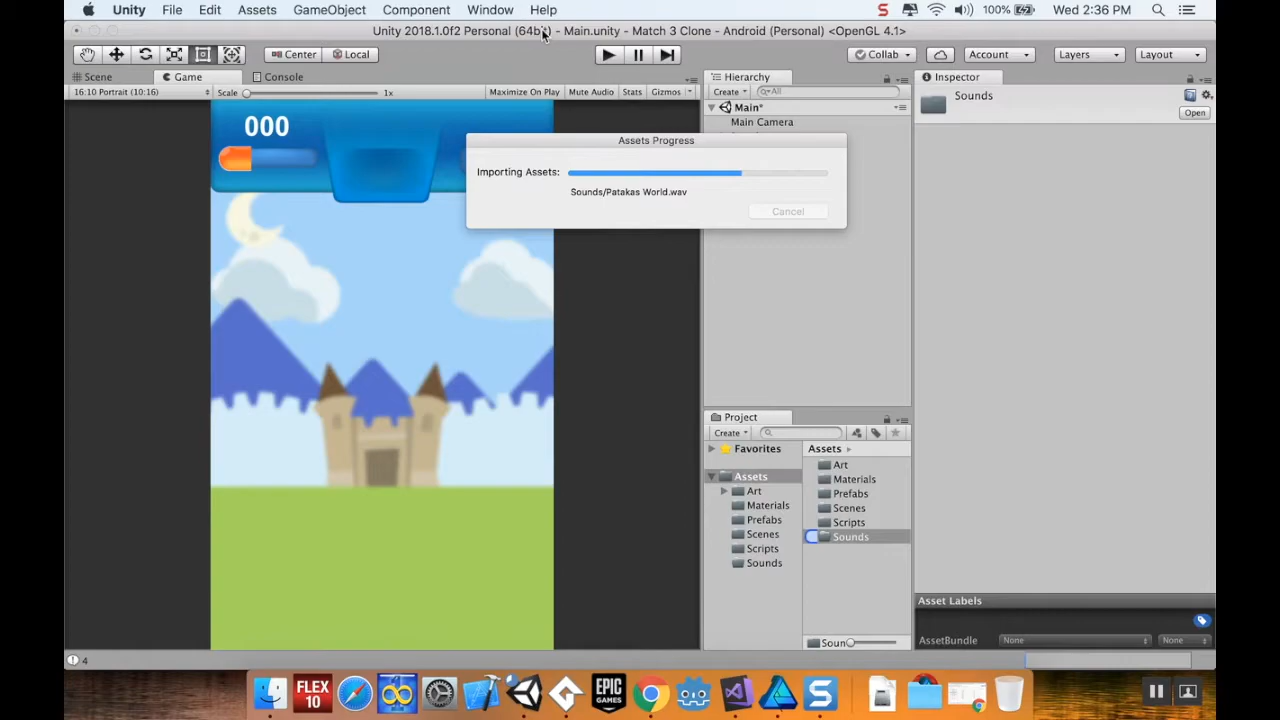 Unity File Edit Assets GameObject Component Window Help 100% Wed 2:36 PM
Unity 2018.1.0f2 Personal (64bit) - Main.unity - Match 3 Clone - Android (Personal) <OpenGL 4.1>
Center Local Collab Account Layers Layout
Scene Game Console Hierarchy Inspector
16:10 Portrait (10:16) Scale 1x Maximize On Play Mute Audio Stats Gizmos Create All
Sounds
Open
Main*
Main Camera
000
Assets Progress
Importing Assets:
Sounds/Patakas World.wav
Cancel
Project
Create
Favorites
Assets
Art
Materials
Prefabs
Scenes
Scripts
Sounds
Assets
Art
Materials
Prefabs
Scenes
Scripts
Sounds
Soun
Asset Labels
AssetBundle None None
4
FLEX
10
EPIC
GAMES